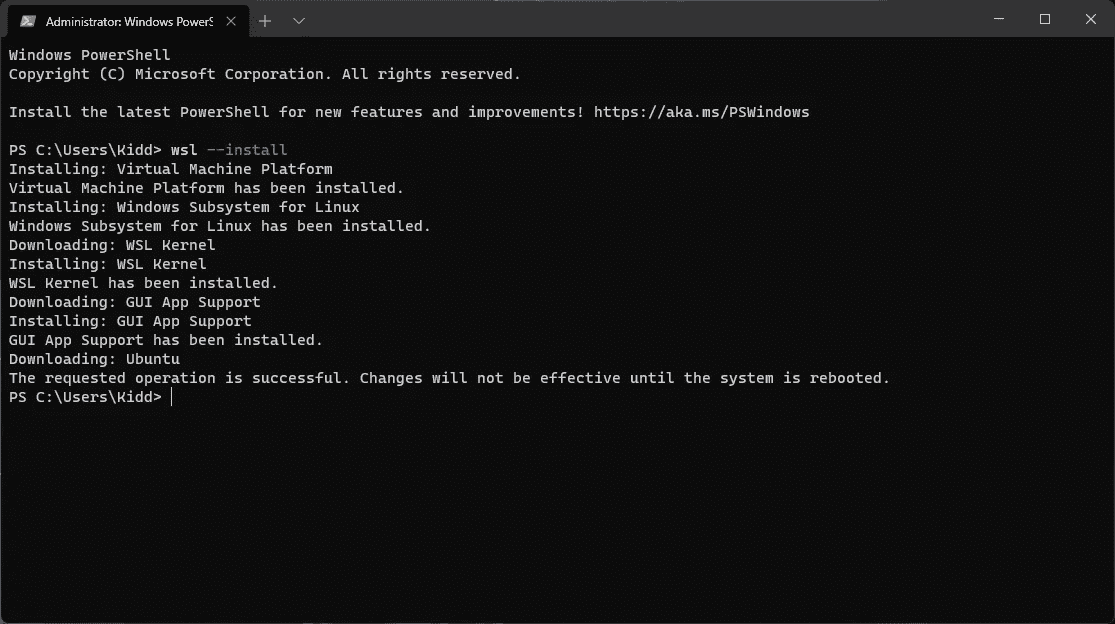 Administrator: Windows PowerS
Windows PowerShell
Copyright (C) Microsoft Corporation. All rights reserved.
Install the latest PowerShell for new features and improvements! https://aka.ms/PSWindows
PS C:\Users\Kidd> wsl --install
Installing: Virtual Machine Platform
Virtual Machine Platform has been installed.
Installing: Windows Subsystem for Linux
Windows Subsystem for Linux has been installed.
Downloading: WSL Kernel
Installing: WSL Kernel
WSL Kernel has been installed.
Downloading: GUI App Support
Installing: GUI App Support
GUI App Support has been installed.
Downloading: Ubuntu
The requested operation is successful. Changes will not be effective until the system is rebooted.
PS C:\Users\Kidd>